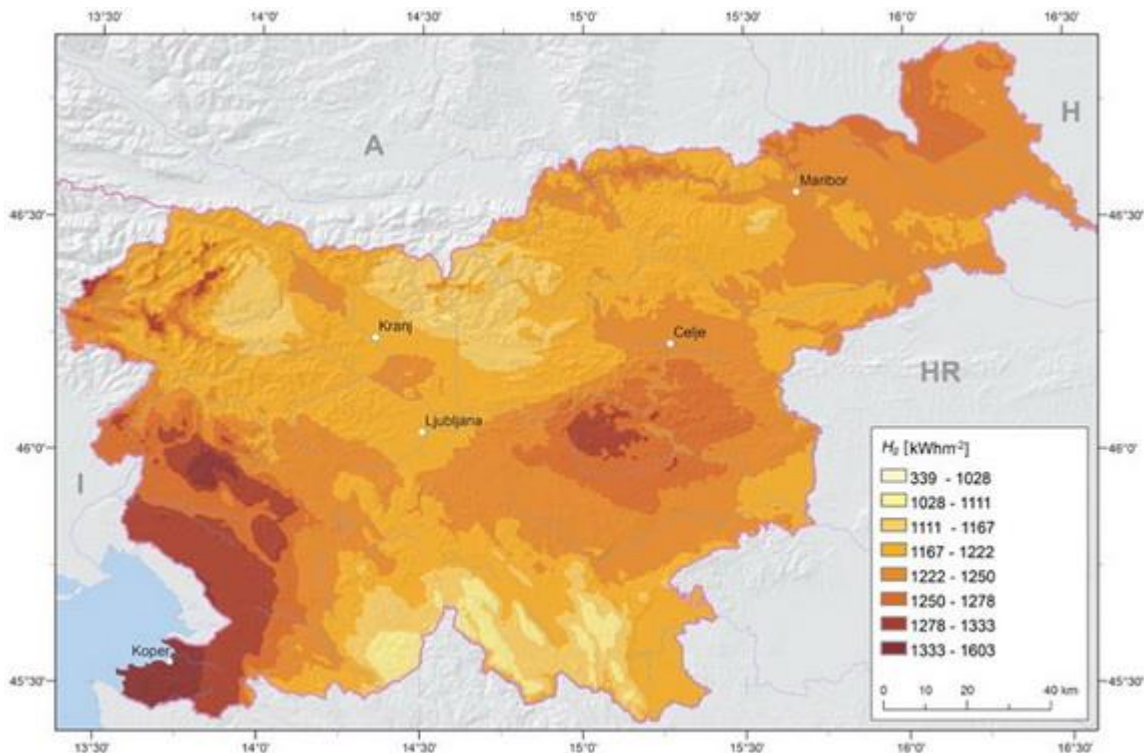 13°30' 14°0' 14°30' 15°0' 15°30' 16°0' 16°30'
A
H
Maribor
46°30' 46°30'
Kranj
Celje
HR
Ljubljana
46°0' 46°0'
I
Hg [kWhm-2]
339 - 1028
1028 - 1111
1111 - 1167
1167 - 1222
1222 - 1250
1250 - 1278
1278 - 1333
1333 - 1603
Koper
45°30' 45°30'
0 10 20 40 km
13°30' 14°0' 14°30' 15°0' 15°30' 16°0' 16°30'